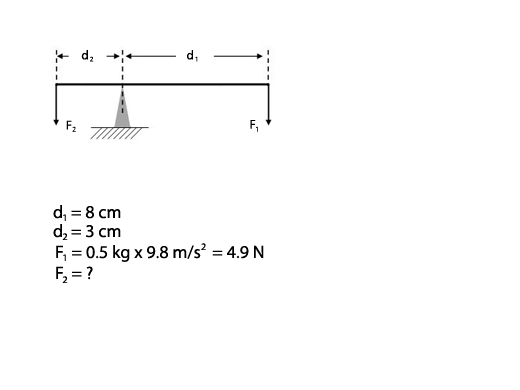 d₂ d₁
F₂ F₁
d₁ = 8 cm
d₂ = 3 cm
F₁ = 0.5 kg x 9.8 m/s² = 4.9 N
F₂ = ?